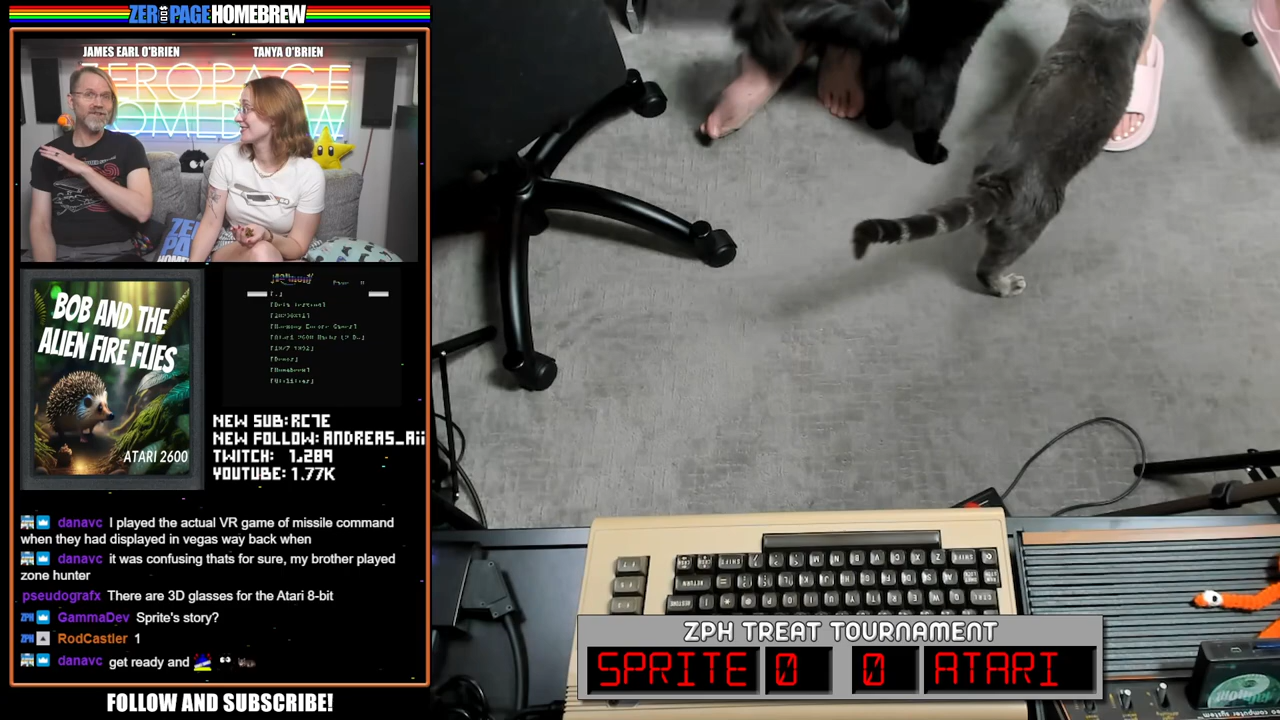 ZEROPAGE HOMEBREW
JAMES EARL O'BRIEN
TANYA O'BRIEN
ZEROPAGE
HOMEBREW
BOB AND THE
ALIEN FIRE FLIES
ATARI 2600
NEW SUB: RC7E
NEW FOLLOW: ANDREAS_Aii
TWITCH: 1,289
YOUTUBE: 1.77K
danavc I played the actual VR game of missile command
when they had displayed in vegas way back when
danavc it was confusing thats for sure, my brother played
zone hunter
pseudografx There are 3D glasses for the Atari 8-bit
GammaDev Sprite's story?
RodCastler 1
danavc get ready and
FOLLOW AND SUBSCRIBE!
ZPH TREAT TOURNAMENT
SPRITE 0 0 ATARI